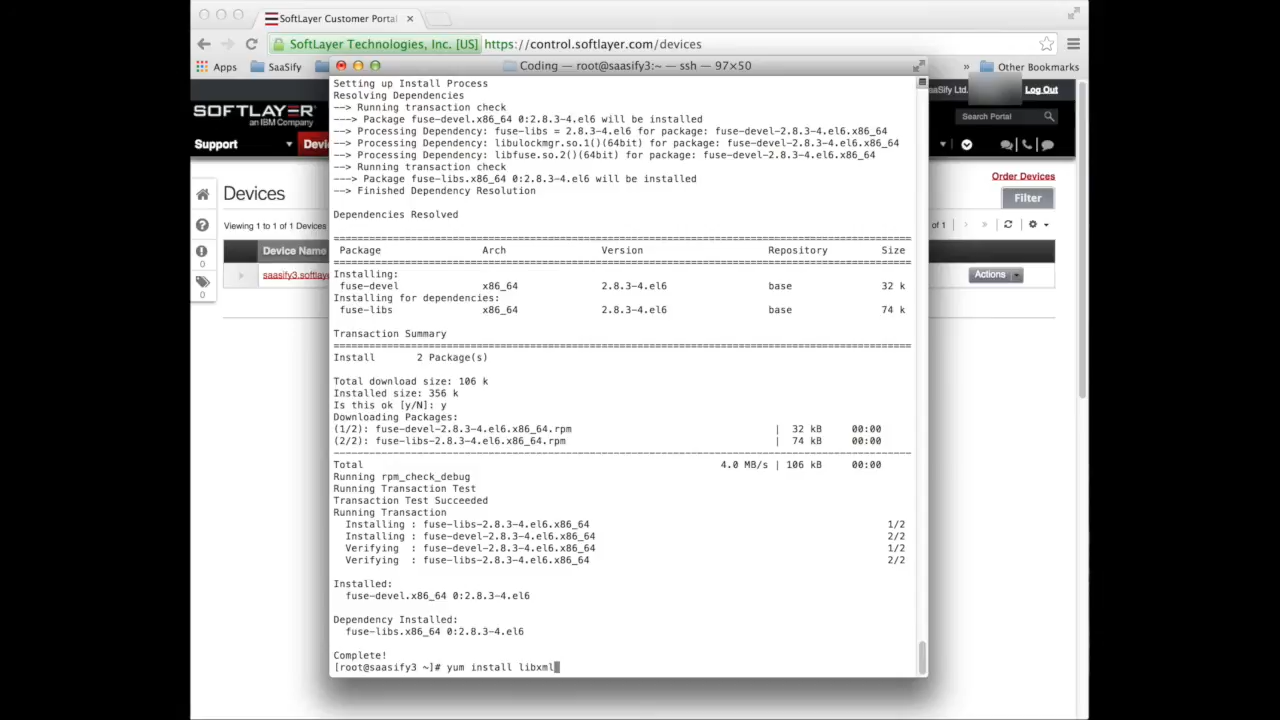 SoftLayer Customer Portal
SoftLayer Technologies, Inc. [US] https://control.softlayer.com/devices
Apps SaaSify » Other Bookmarks
Coding — root@saasify3:~ — ssh — 97×50
SOFTLAYER
an IBM Company
Ltd. Log Out
Search Portal
Support
Order Devices
Devices
Filter
Viewing 1 to 1 of 1 Devices
of 1
Device Name
Actions
0
0
Setting up Install Process
Resolving Dependencies
--> Running transaction check
---> Package fuse-devel.x86_64 0:2.8.3-4.el6 will be installed
--> Processing Dependency: fuse-libs = 2.8.3-4.el6 for package: fuse-devel-2.8.3-4.el6.x86_64
--> Processing Dependency: libulockmgr.so.1()(64bit) for package: fuse-devel-2.8.3-4.el6.x86_64
--> Processing Dependency: libfuse.so.2()(64bit) for package: fuse-devel-2.8.3-4.el6.x86_64
--> Running transaction check
---> Package fuse-libs.x86_64 0:2.8.3-4.el6 will be installed
--> Finished Dependency Resolution
Dependencies Resolved
Package Arch Version Repository Size
Installing:
fuse-devel x86_64 2.8.3-4.el6 base 32 k
Installing for dependencies:
fuse-libs x86_64 2.8.3-4.el6 base 74 k
Transaction Summary
Install 2 Package(s)
Total download size: 106 k
Installed size: 356 k
Is this ok [y/N]: y
Downloading Packages:
(1/2): fuse-devel-2.8.3-4.el6.x86_64.rpm | 32 kB 00:00
(2/2): fuse-libs-2.8.3-4.el6.x86_64.rpm | 74 kB 00:00
Total 4.0 MB/s | 106 kB 00:00
Running rpm_check_debug
Running Transaction Test
Transaction Test Succeeded
Running Transaction
Installing : fuse-libs-2.8.3-4.el6.x86_64 1/2
Installing : fuse-devel-2.8.3-4.el6.x86_64 2/2
Verifying : fuse-devel-2.8.3-4.el6.x86_64 1/2
Verifying : fuse-libs-2.8.3-4.el6.x86_64 2/2
Installed:
fuse-devel.x86_64 0:2.8.3-4.el6
Dependency Installed:
fuse-libs.x86_64 0:2.8.3-4.el6
Complete!
[root@saasify3 ~]# yum install libxml